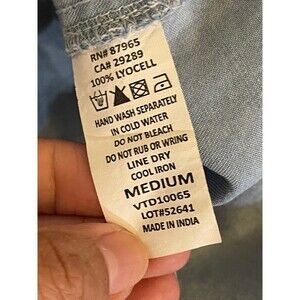 RN# 87965
CA# 29289
100% LYOCELL
HAND WASH SEPARATELY
IN COLD WATER
DO NOT BLEACH
DO NOT RUB OR WRING
LINE DRY
COOL IRON
MEDIUM
VTD10065
LOT#52641
MADE IN INDIA